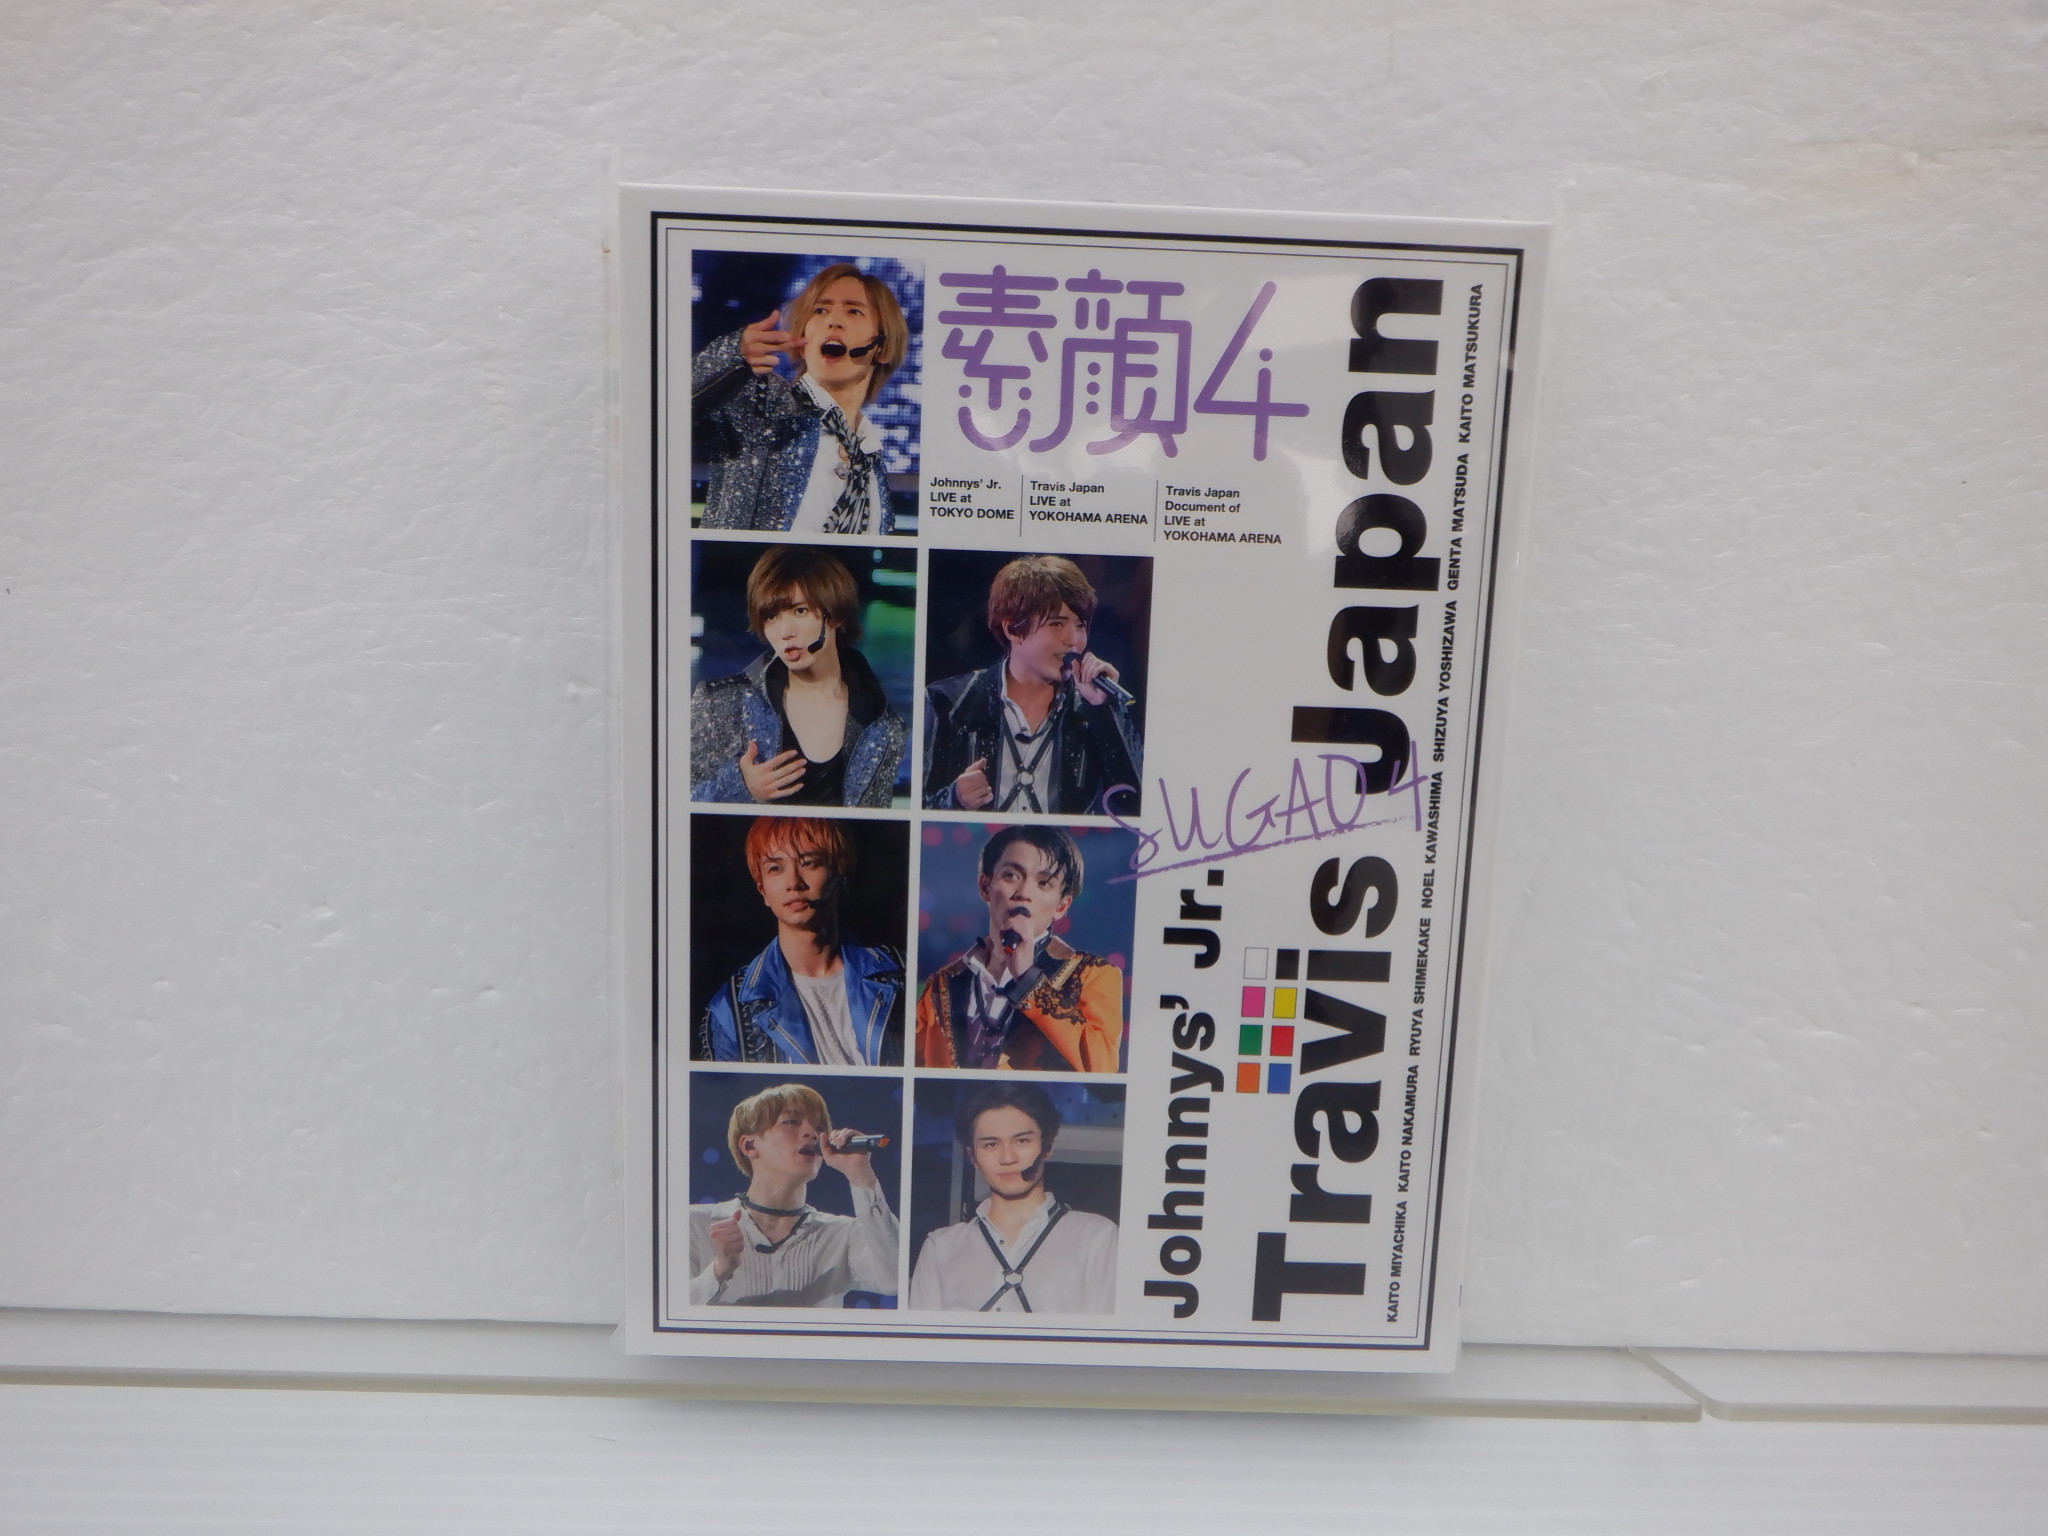 素顔4
Johnnys' Jr.
LIVE at
TOKYO DOME
Travis Japan
LIVE at
YOKOHAMA ARENA
Travis Japan
Document of
LIVE at
YOKOHAMA ARENA
SUGAO4
Johnnys' Jr.
Travis Japan
KAITO MIYACHIKA KAITO NAKAMURA RYUYA SHIMEKAKE NOEL KAWASHIMA SHIZUYA YOSHIZAWA GENTA MATSUDA KAITO MATSUKURA